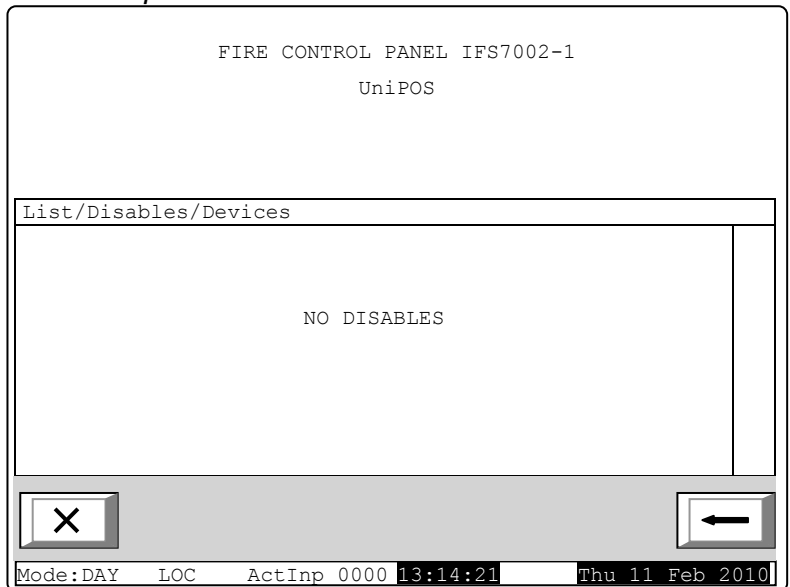 FIRE CONTROL PANEL IFS7002-1
UniPOS
List/Disables/Devices
NO DISABLES
Mode:DAY LOC ActInp 0000 13:14:21 Thu 11 Feb 2010